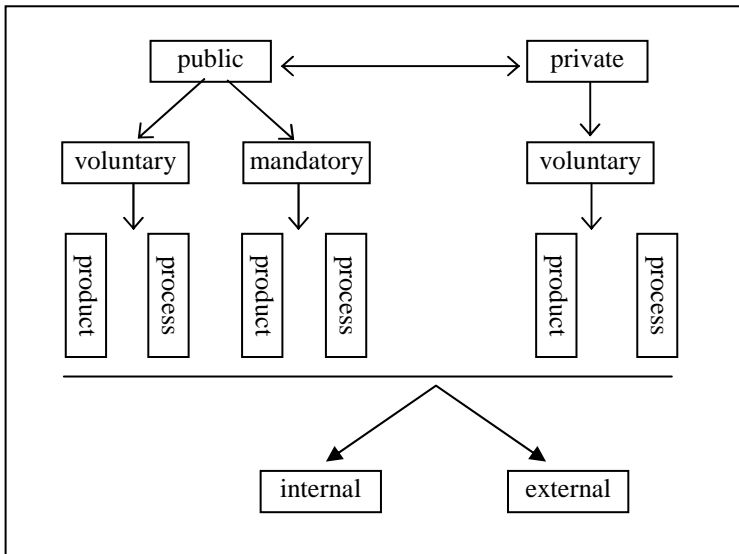 public
private
voluntary
mandatory
voluntary
product
process
product
process
product
process
internal
external